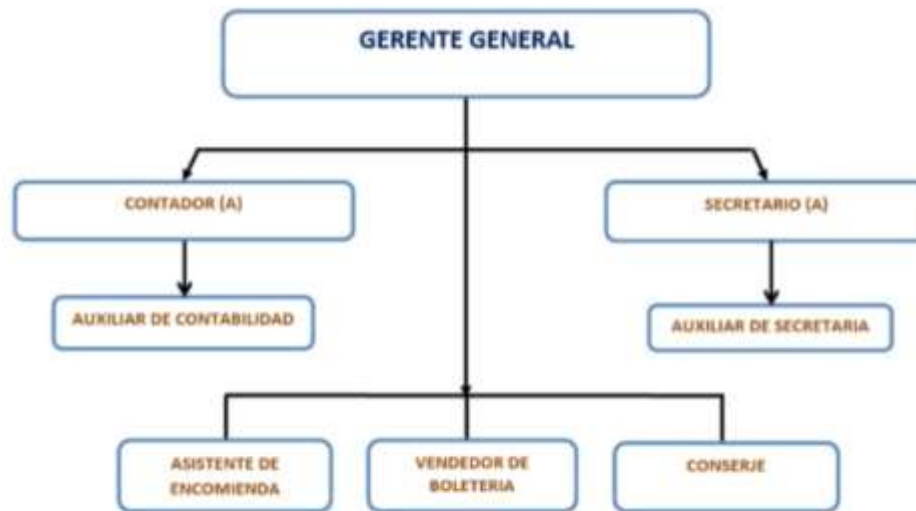 GERENTE GENERAL
CONTADOR (A)
SECRETARIO (A)
AUXILIAR DE CONTABILIDAD
AUXILIAR DE SECRETARIA
ASISTENTE DE
ENCOMIENDA
VENDEDOR DE
BOLETERIA
CONSERJE